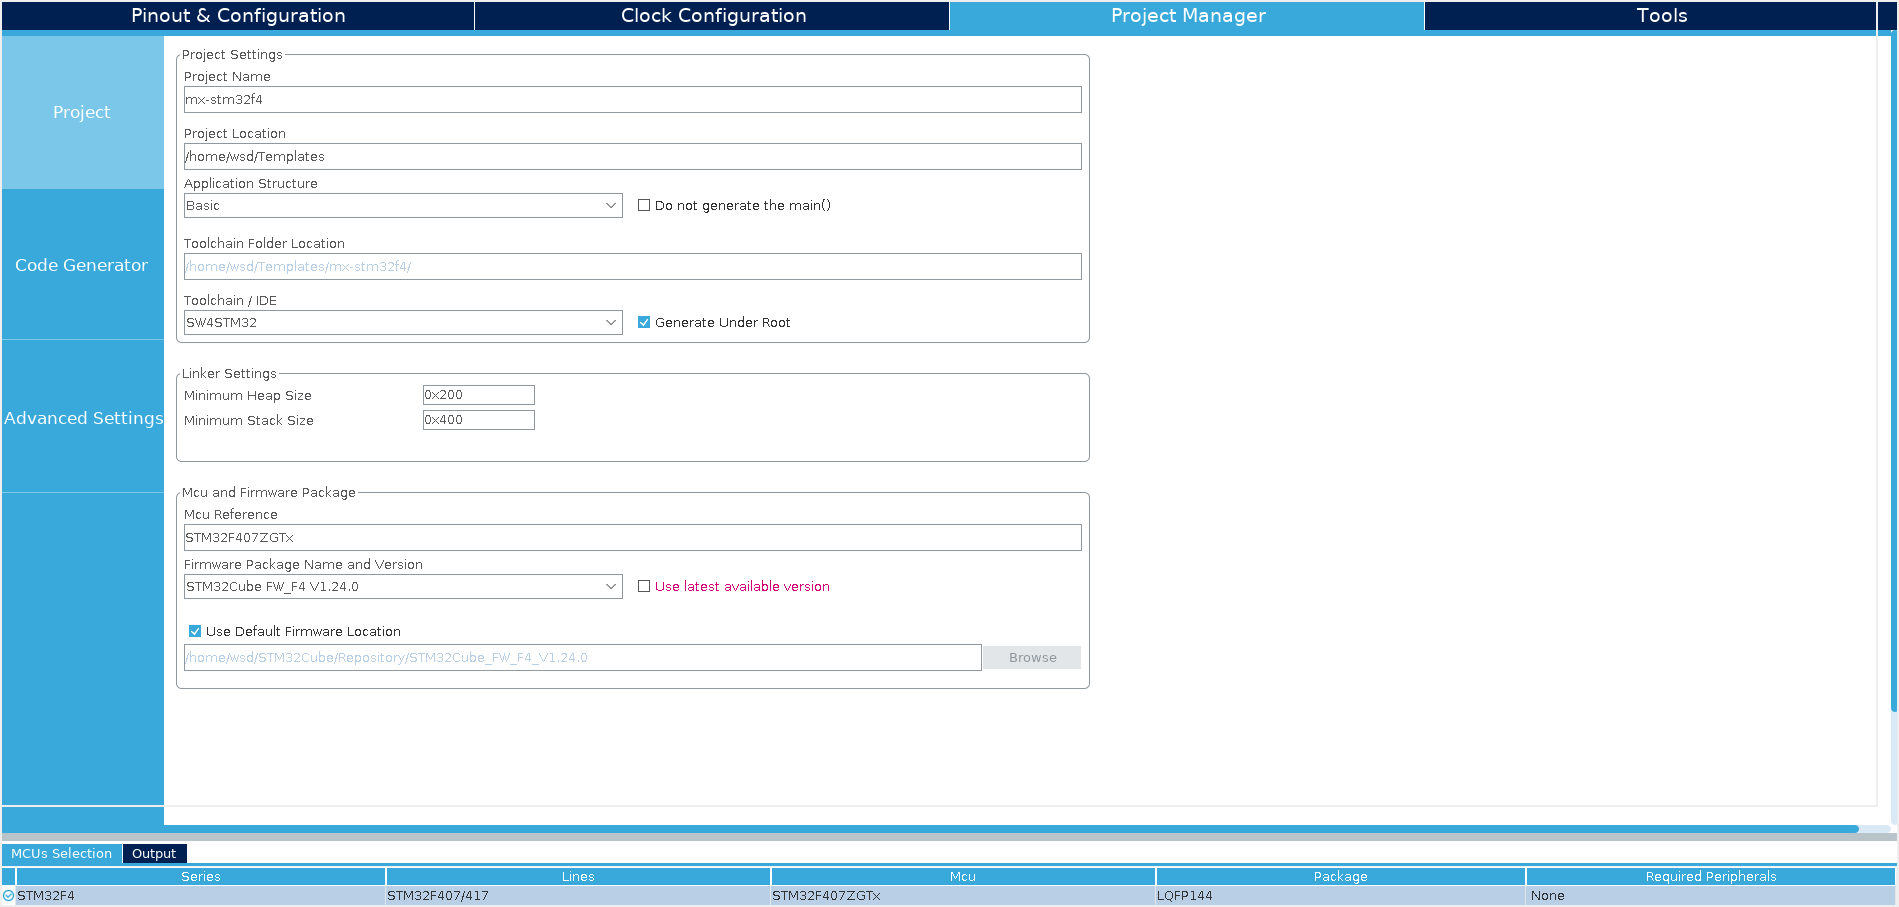 Pinout & Configuration
Clock Configuration
Project Manager
Tools
Project
Code Generator
Advanced Settings
Project Settings
Project Name
mx-stm32f4
Project Location
/home/wsd/Templates
Application Structure
Basic
Do not generate the main()
Toolchain Folder Location
/home/wsd/Templates/mx-stm32f4/
Toolchain / IDE
SW4STM32
Generate Under Root
Linker Settings
Minimum Heap Size
0x200
Minimum Stack Size
0x400
Mcu and Firmware Package
Mcu Reference
STM32F407ZGTx
Firmware Package Name and Version
STM32Cube FW_F4 V1.24.0
Use latest available version
Use Default Firmware Location
/home/wsd/STM32Cube/Repository/STM32Cube_FW_F4_V1.24.0
Browse
MCUs Selection
Output
Series
Lines
Mcu
Package
Required Peripherals
STM32F4
STM32F407/417
STM32F407ZGTx
LQFP144
None